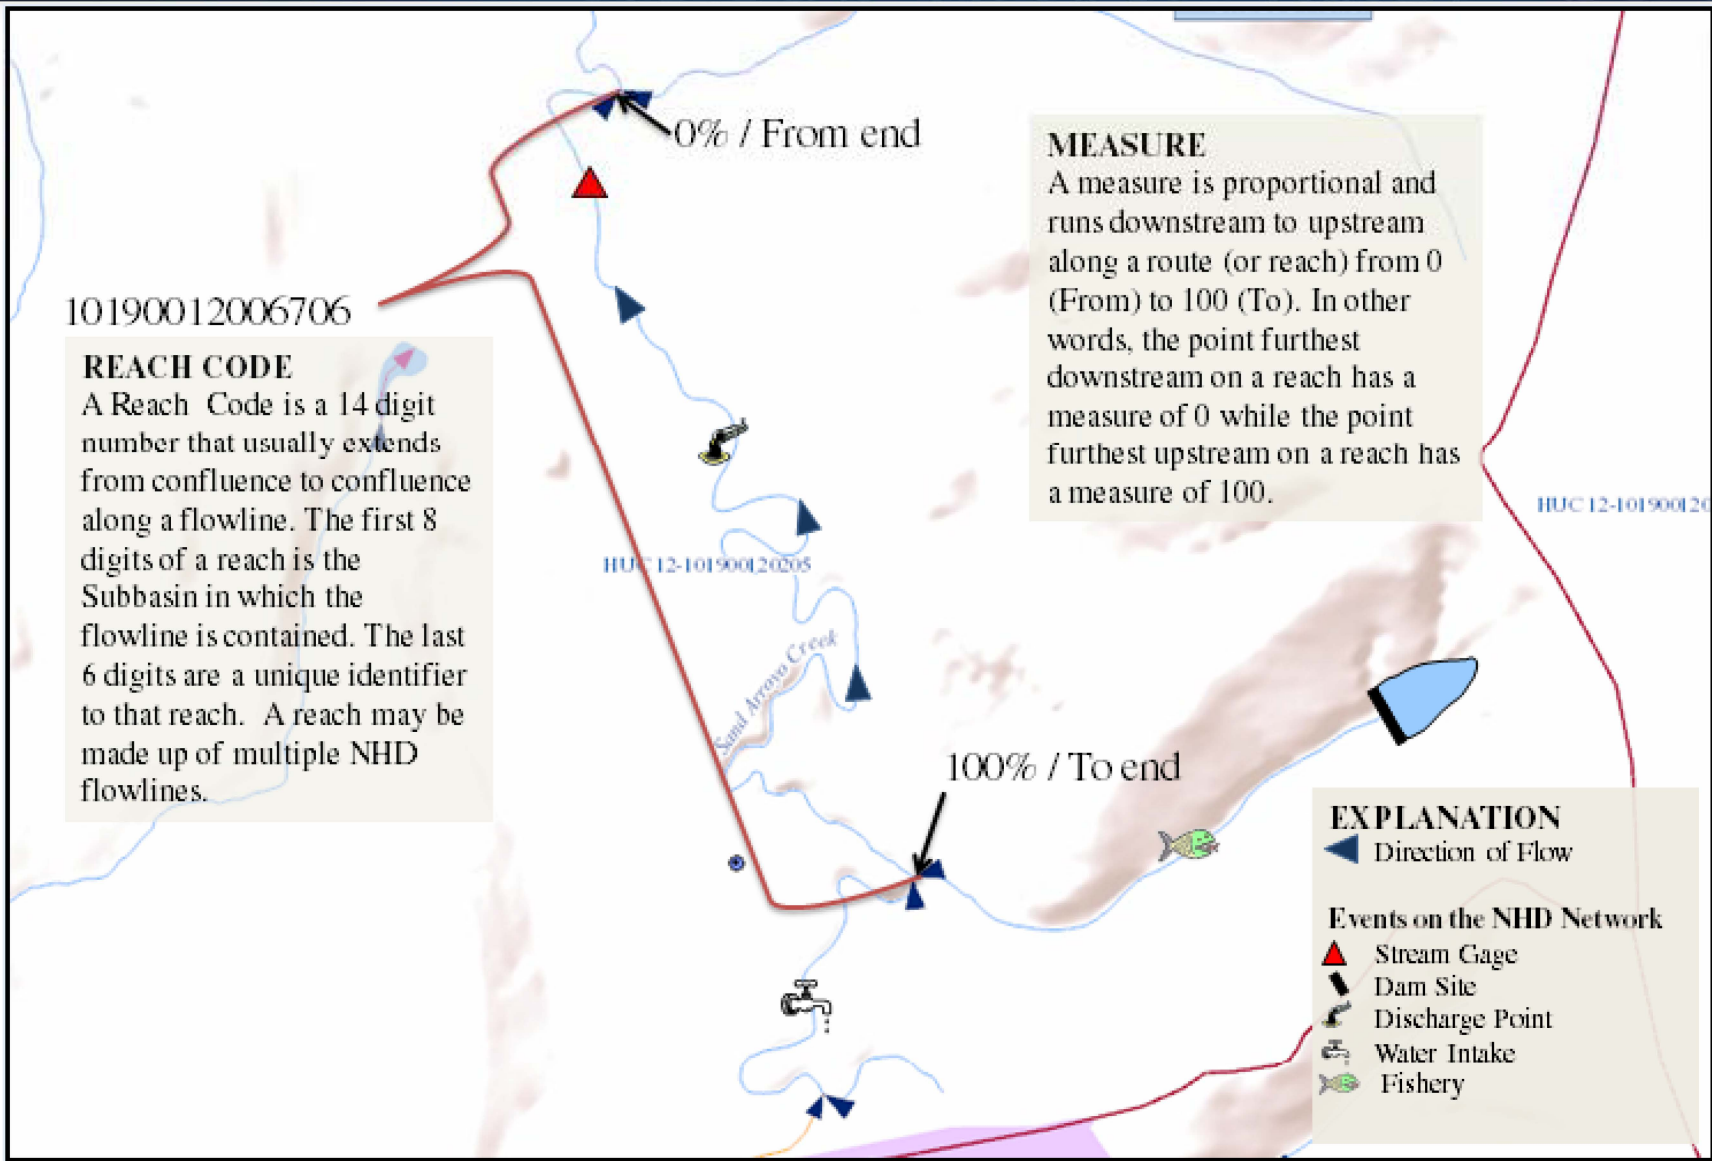 0% / From end
MEASURE
A measure is proportional and
runs downstream to upstream
along a route (or reach) from 0
(From) to 100 (To). In other
words, the point furthest
downstream on a reach has a
measure of 0 while the point
furthest upstream on a reach has
a measure of 100.
10190012006706
REACH CODE
A Reach Code is a 14 digit
number that usually extends
from confluence to confluence
along a flowline. The first 8
digits of a reach is the
Subbasin in which the
flowline is contained. The last
6 digits are a unique identifier
to that reach. A reach may be
made up of multiple NHD
flowlines.
HUC 12-101900120205
HUC 12-101900120
Sand Arroyo Creek
100% / To end
EXPLANATION
Direction of Flow
Events on the NHD Network
Stream Gage
Dam Site
Discharge Point
Water Intake
Fishery